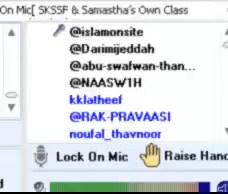 On Mic[ SKSSF & Samastha's Own Class
@islamonsite
@Darimijeddah
@abu-swafwan-than...
@NAASW1H
kklatheef
@RAK-PRAVAASI
noufal_thavnoor
Lock On Mic Raise Hand